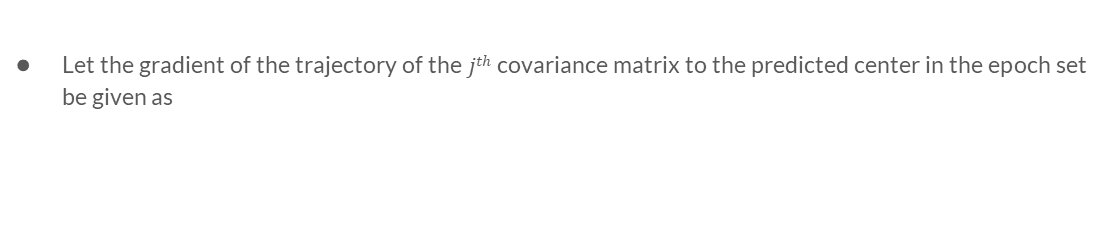 ● Let the gradient of the trajectory of the jᵗʰ covariance matrix to the predicted center in the epoch set
be given as